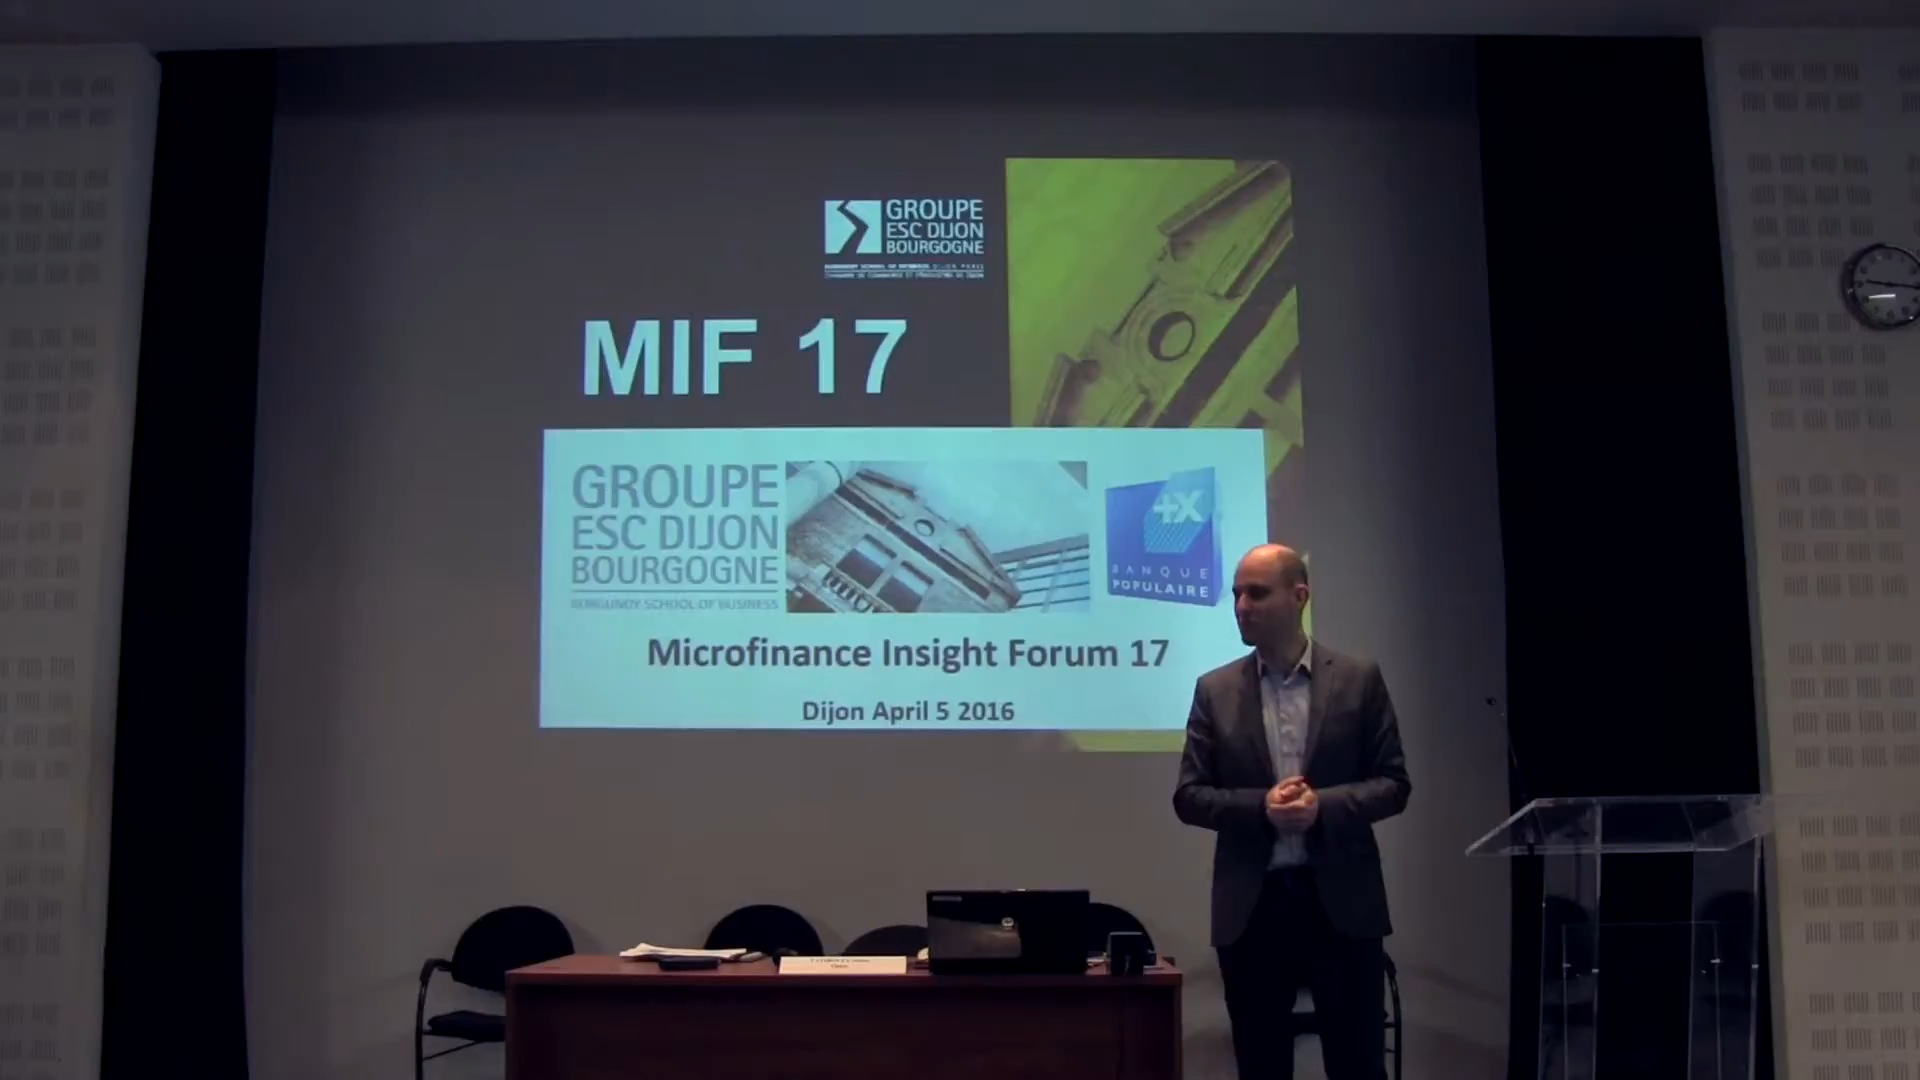 GROUPE
ESC DIJON
BOURGOGNE
MIF 17
GROUPE
ESC DIJON
BOURGOGNE
BURGUNDY SCHOOL OF BUSINESS
+X
BANQUE
POPULAIRE
Microfinance Insight Forum 17
Dijon April 5 2016